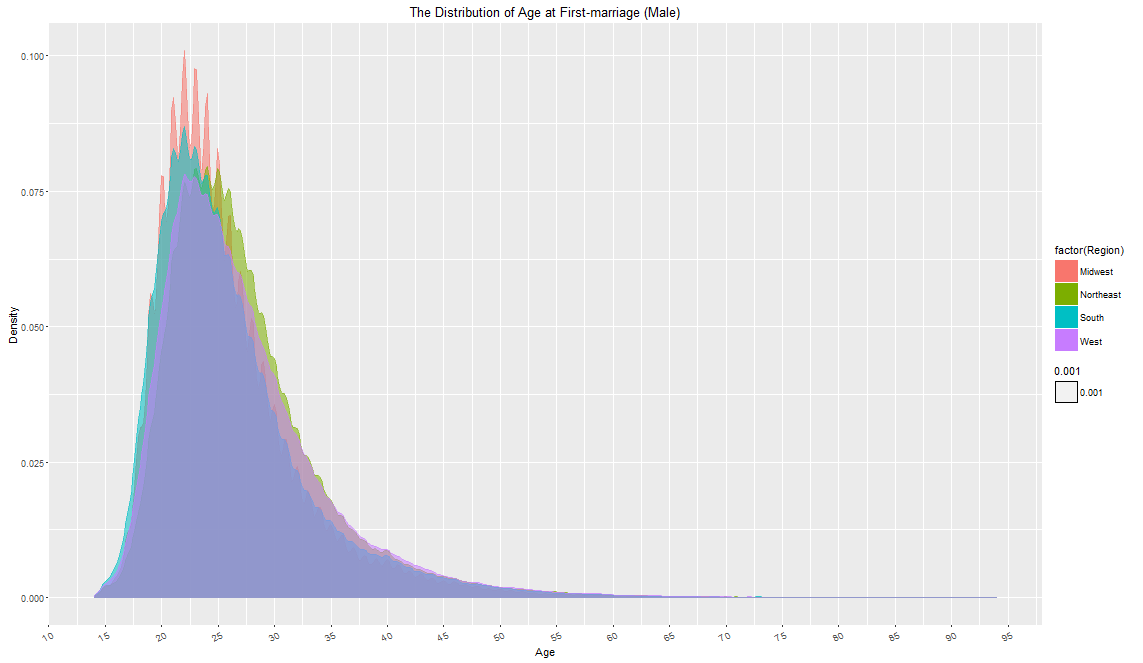 The Distribution of Age at First-marriage (Male)
Density
0.100
0.075
0.050
0.025
0.000
10 15 20 25 30 35 40 45 50 55 60 65 70 75 80 85 90 95
Age
factor(Region)
Midwest
Northeast
South
West
0.001
0.001